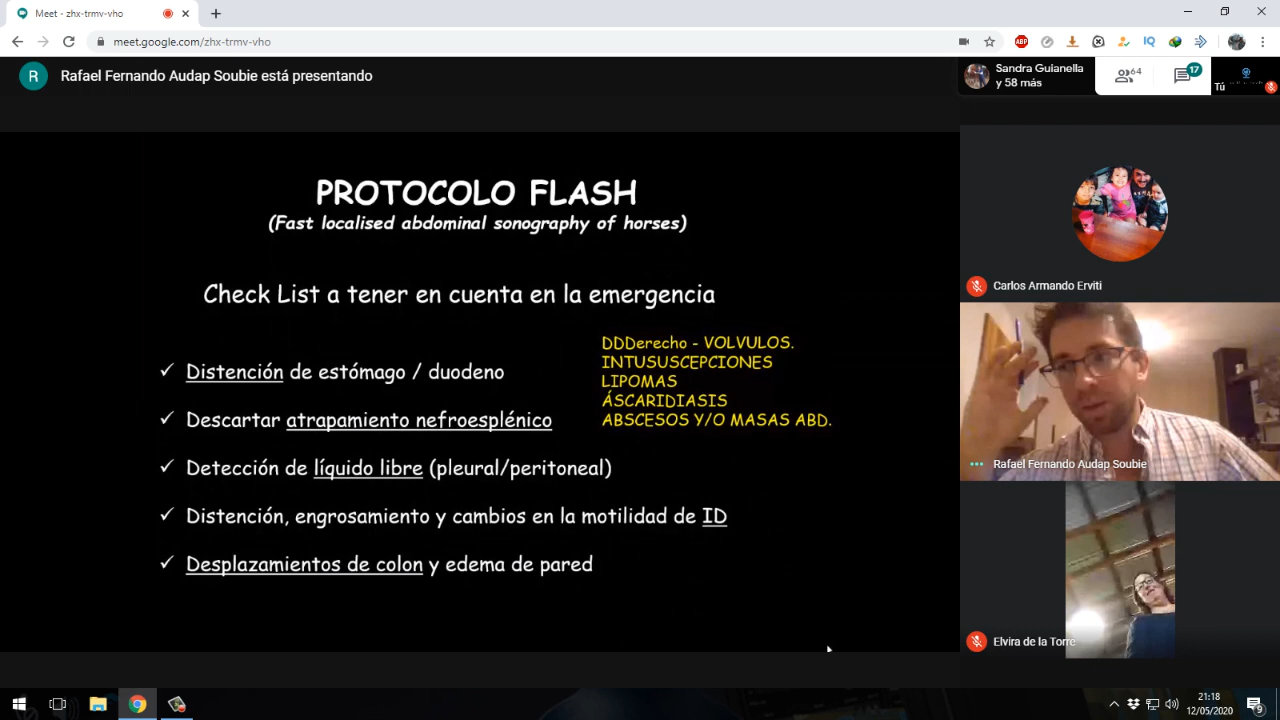 Meet - zhx-trmv-vho
meet.google.com/zhx-trmv-vho
ABP
IQ
R
Rafael Fernando Audap Soubie está presentando
Sandra Guianella
y 58 más
64
17
Tú
PROTOCOLO FLASH
(Fast localised abdominal sonography of horses)
Check List a tener en cuenta en la emergencia
DDDerecho - VOLVULOS.
INTUSUSCEPCIONES
LIPOMAS
ÁSCARIDIASIS
ABSCESOS Y/O MASAS ABD.
✓ Distención de estómago / duodeno
✓ Descartar atrapamiento nefroesplénico
✓ Detección de líquido libre (pleural/peritoneal)
✓ Distención, engrosamiento y cambios en la motilidad de ID
✓ Desplazamientos de colon y edema de pared
Carlos Armando Erviti
Rafael Fernando Audap Soubie
Elvira de la Torre
21:18
12/05/2020
9